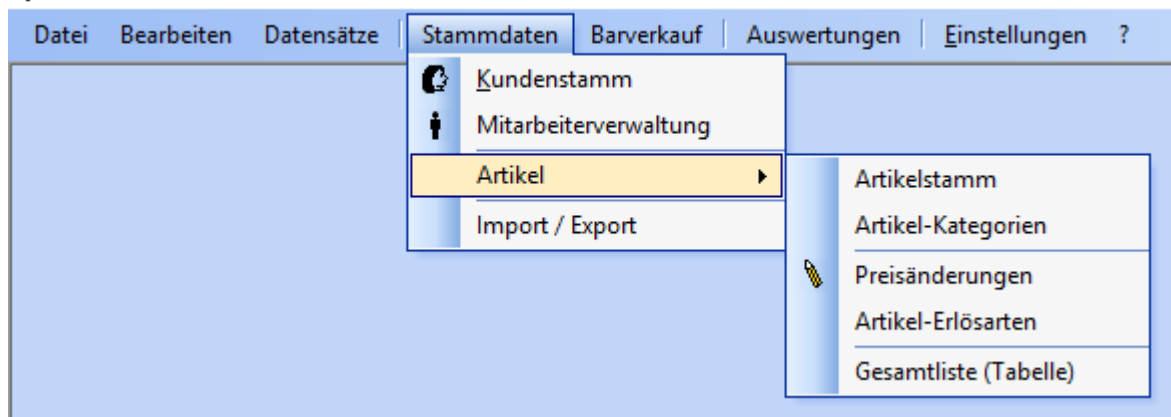 Datei Bearbeiten Datensätze Stammdaten Barverkauf Auswertungen Einstellungen ?
Kundenstamm
Mitarbeiterverwaltung
Artikel
Import / Export
Artikelstamm
Artikel-Kategorien
Preisänderungen
Artikel-Erlösarten
Gesamtliste (Tabelle)